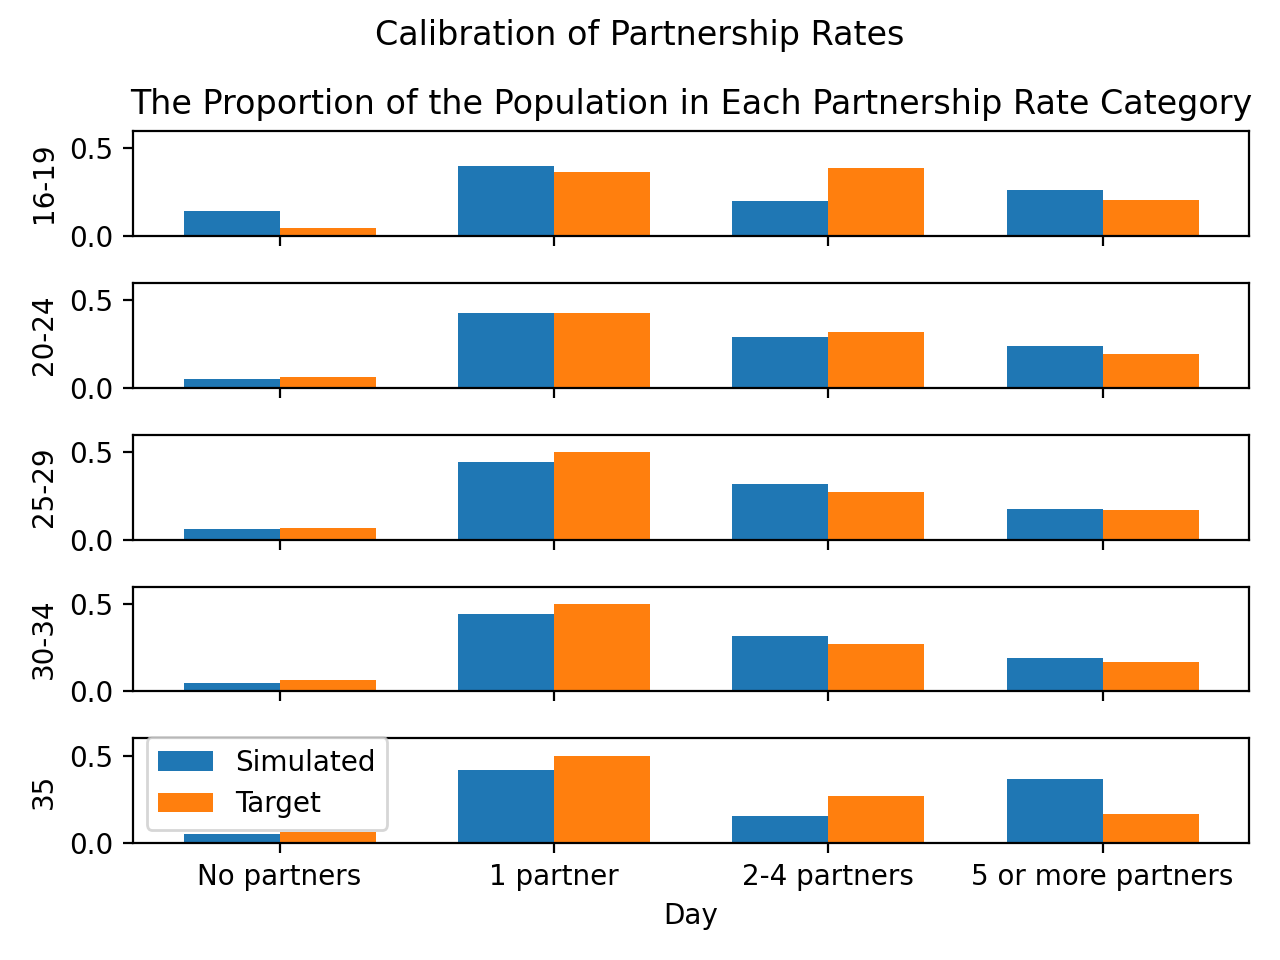 Calibration of Partnership Rates
The Proportion of the Population in Each Partnership Rate Category
0.5
0.0
16-19
0.5
0.0
20-24
0.5
0.0
25-29
0.5
0.0
30-34
0.5
0.0
35
Simulated
Target
No partners
1 partner
2-4 partners
5 or more partners
Day